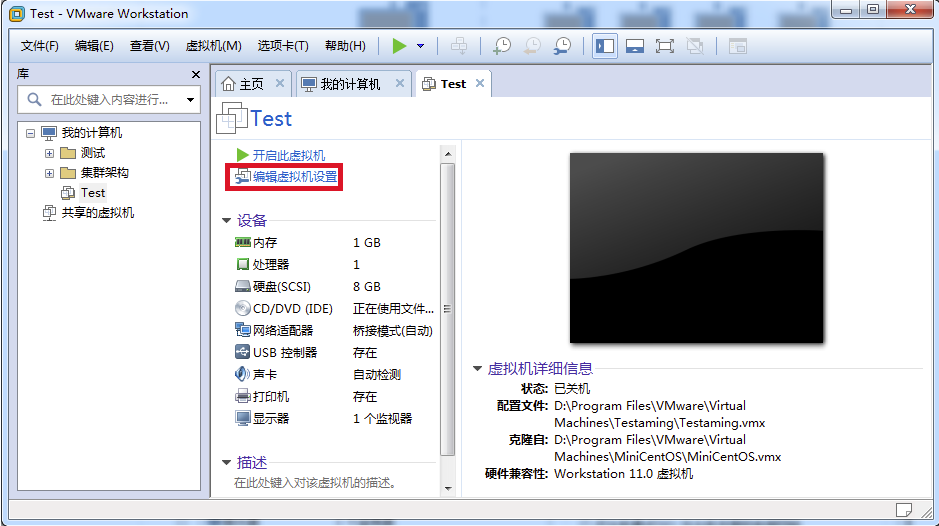 Test - VMware Workstation
文件(F) 编辑(E) 查看(V) 虚拟机(M) 选项卡(T) 帮助(H)
库
在此处键入内容进行...
我的计算机
测试
集群架构
Test
共享的虚拟机
主页 我的计算机 Test
Test
开启此虚拟机
编辑虚拟机设置
设备
内存 1 GB
处理器 1
硬盘(SCSI) 8 GB
CD/DVD (IDE) 正在使用文件...
网络适配器 桥接模式(自动)
USB 控制器 存在
声卡 自动检测
打印机 存在
显示器 1 个监视器
描述
在此处键入对该虚拟机的描述。
虚拟机详细信息
状态: 已关机
配置文件: D:\Program Files\VMware\Virtual
Machines\Testaming\Testaming.vmx
克隆自: D:\Program Files\VMware\Virtual
Machines\MiniCentOS\MiniCentOS.vmx
硬件兼容性: Workstation 11.0 虚拟机